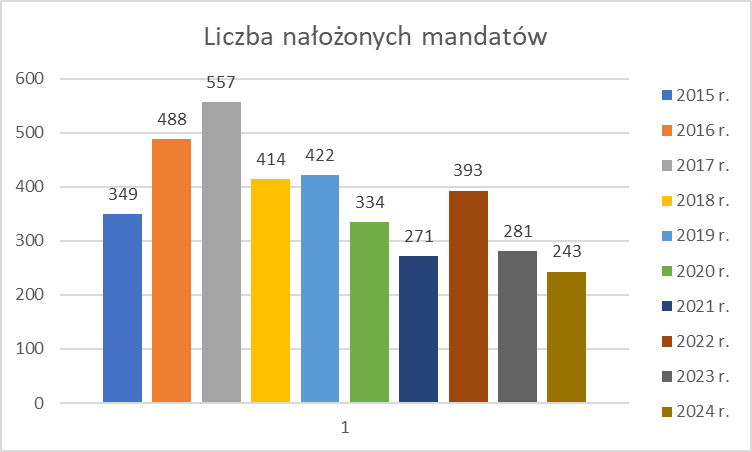 Liczba nałożonych mandatów
600
500
400
300
200
100
0
349
488
557
414
422
334
271
393
281
243
1
2015 r.
2016 r.
2017 r.
2018 r.
2019 r.
2020 r.
2021 r.
2022 r.
2023 r.
2024 r.